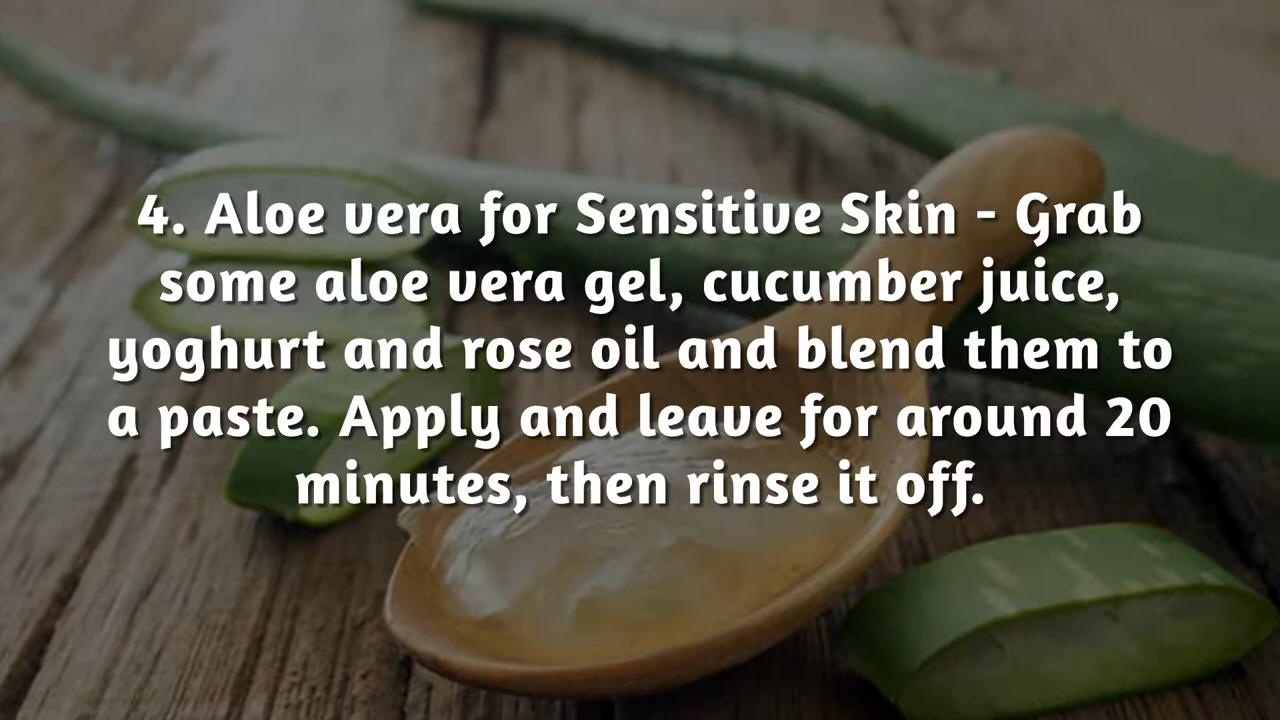 4. Aloe vera for Sensitive Skin - Grab
some aloe vera gel, cucumber juice,
yoghurt and rose oil and blend them to
a paste. Apply and leave for around 20
minutes, then rinse it off.